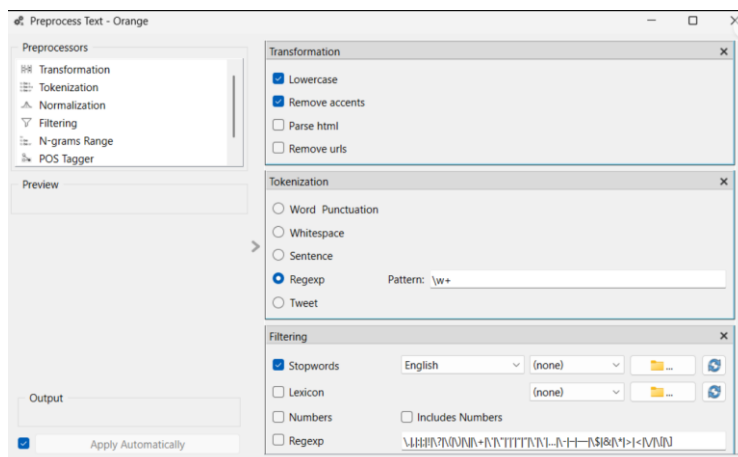 Preprocess Text - Orange
Preprocessors
Transformation
Tokenization
Normalization
Filtering
N-grams Range
POS Tagger
Preview
Output
Apply Automatically
Transformation
Lowercase
Remove accents
Parse html
Remove urls
Tokenization
Word Punctuation
Whitespace
Sentence
Regexp Pattern: \w+
Tweet
Filtering
Stopwords English (none) ...
Lexicon (none) ...
Numbers Includes Numbers
Regexp